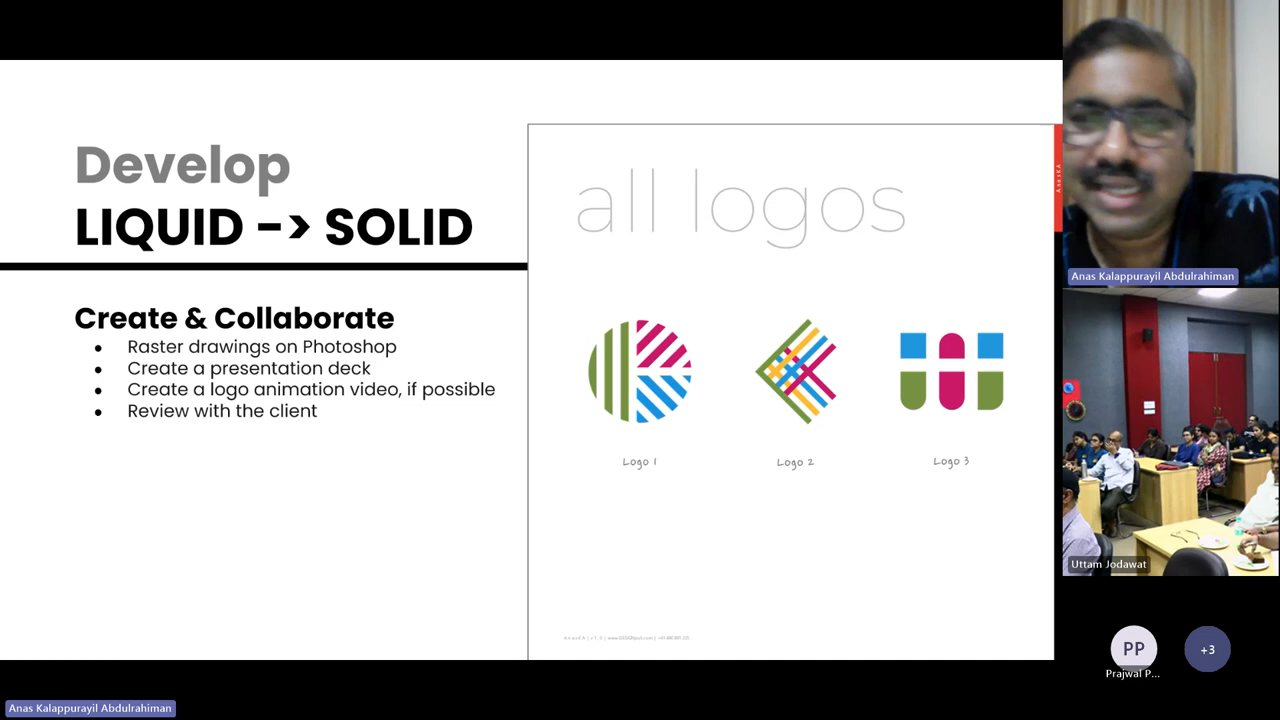 Develop
LIQUID -> SOLID
Create & Collaborate
• Raster drawings on Photoshop
• Create a presentation deck
• Create a logo animation video, if possible
• Review with the client
all logos
Logo 1
Logo 2
Logo 3
Anas Kalappurayil Abdulrahiman
Uttam Jodawat
PP
Prajwal P...
+3
Anas Kalappurayil Abdulrahiman